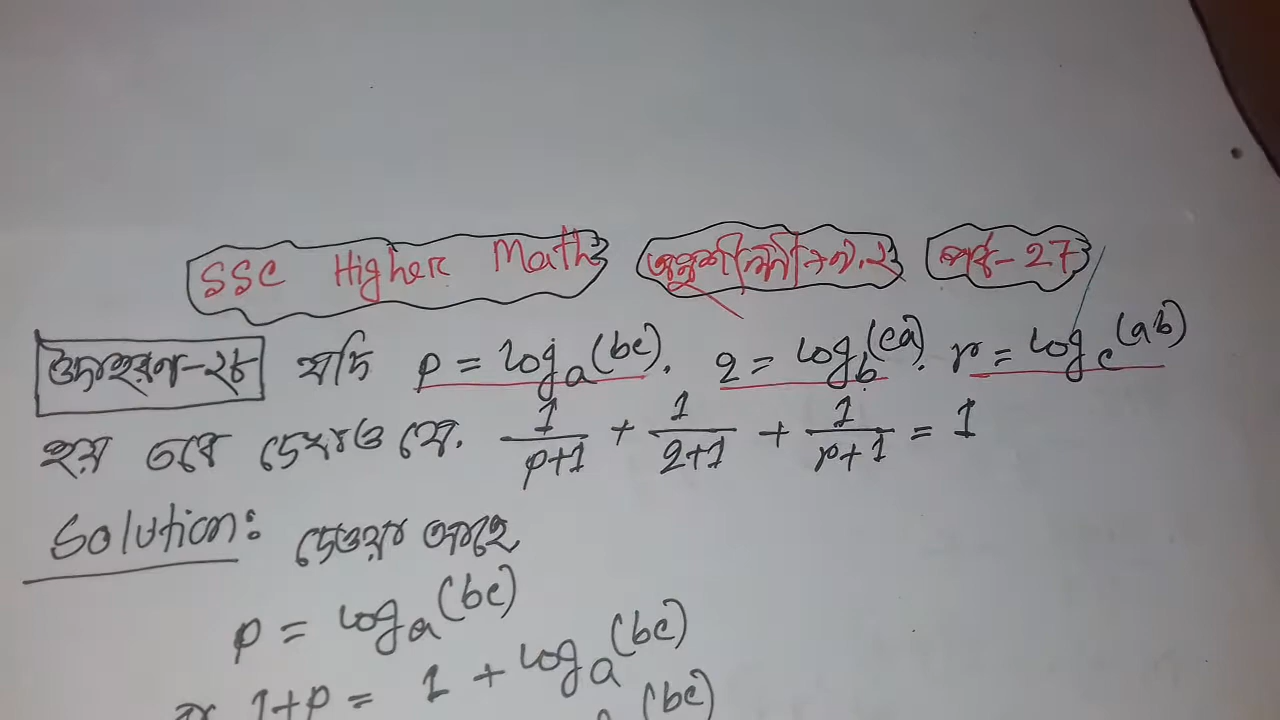 SSC Higher Math অনুশীলনী-৯.২ পর্ব-27
উদাহরণ-২৮ যদি p = log_a(bc), q = log_b(ca), r = log_c(ab)
হয় তবে দেখাও যে, 1/(p+1) + 1/(q+1) + 1/(r+1) = 1
Solution: দেওয়া আছে,
p = log_a(bc)
বা, 1+p = 1 + log_a(bc)
(bc)